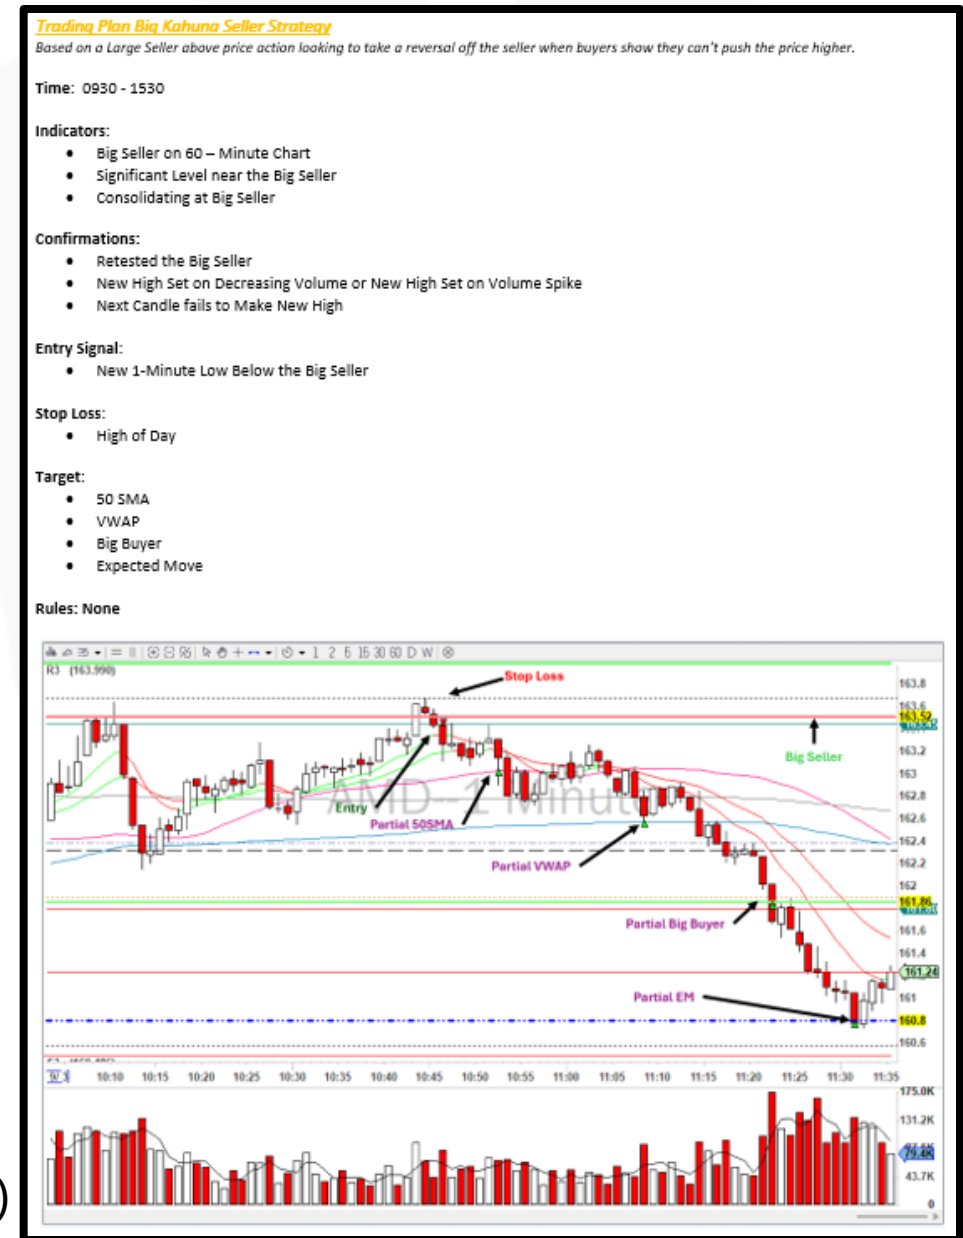 Trading Plan Big Kahuna Seller Strategy
Based on a Large Seller above price action looking to take a reversal off the seller when buyers show they can't push the price higher.
Time: 0930 - 1530
Indicators:
• Big Seller on 60 – Minute Chart
• Significant Level near the Big Seller
• Consolidating at Big Seller
Confirmations:
• Retested the Big Seller
• New High Set on Decreasing Volume or New High Set on Volume Spike
• Next Candle fails to Make New High
Entry Signal:
• New 1-Minute Low Below the Big Seller
Stop Loss:
• High of Day
Target:
• 50 SMA
• VWAP
• Big Buyer
• Expected Move
Rules: None
1 2 5 15 30 60 D W
R3 (163.990)
Stop Loss
163.8
163.6
163.52
Big Seller
163.2
163
AMD--1 Minute
162.8
Entry
Partial 50SMA
162.6
162.4
Partial VWAP
162.2
162
161.86
Partial Big Buyer
161.6
161.4
161.24
Partial EM
161
160.8
160.6
10:10 10:15 10:20 10:25 10:30 10:35 10:40 10:45 10:50 10:55 11:00 11:05 11:10 11:15 11:20 11:25 11:30 11:35
175.0K
131.2K
79.4K
43.7K
0
)